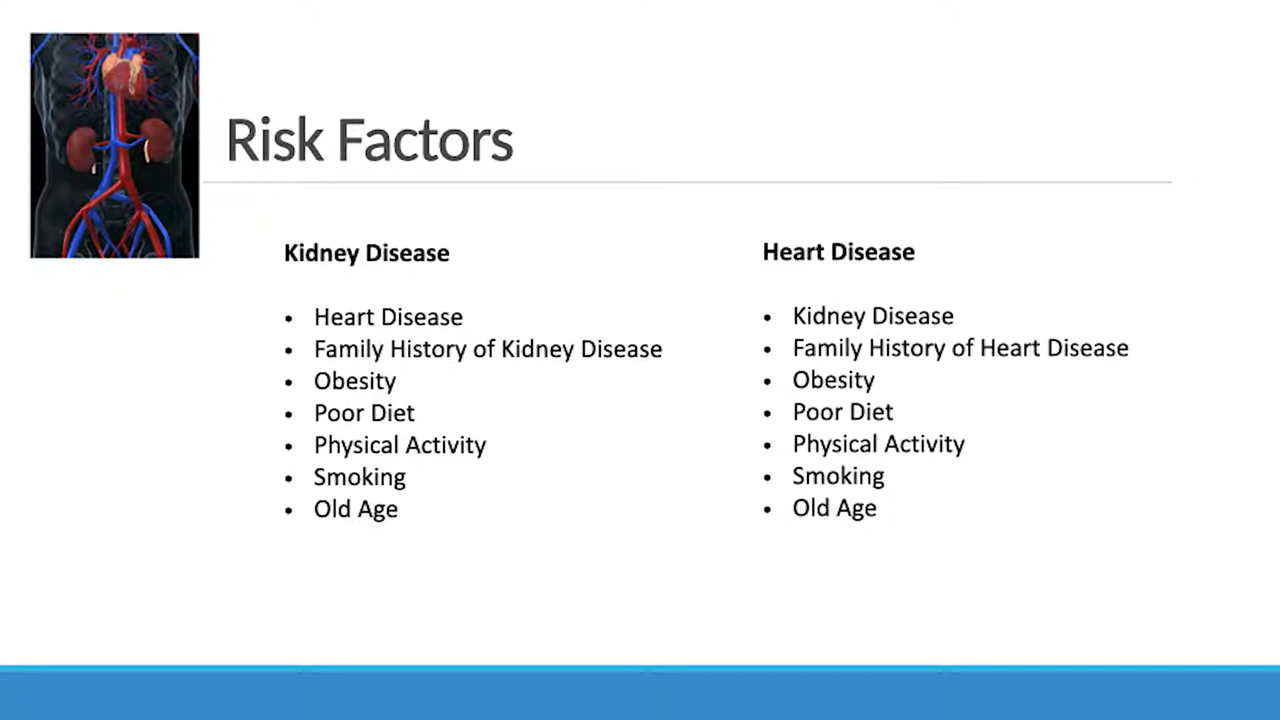 Risk Factors
Kidney Disease
• Heart Disease
• Family History of Kidney Disease
• Obesity
• Poor Diet
• Physical Activity
• Smoking
• Old Age
Heart Disease
• Kidney Disease
• Family History of Heart Disease
• Obesity
• Poor Diet
• Physical Activity
• Smoking
• Old Age